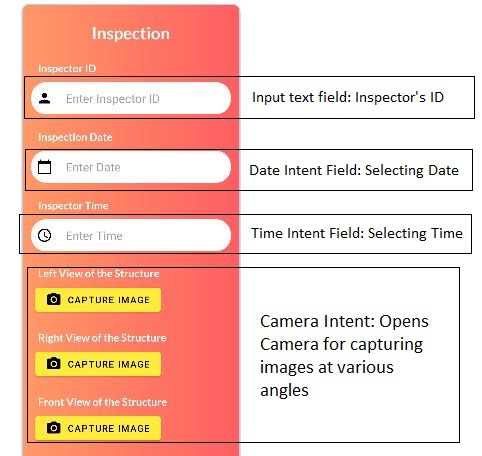 Inspection
Inspector ID
Enter Inspector ID
Input text field: Inspector's ID
Inspection Date
Enter Date
Date Intent Field: Selecting Date
Inspector Time
Enter Time
Time Intent Field: Selecting Time
Left View of the Structure
CAPTURE IMAGE
Right View of the Structure
CAPTURE IMAGE
Front View of the Structure
CAPTURE IMAGE
Camera Intent: Opens
Camera for capturing
images at various
angles